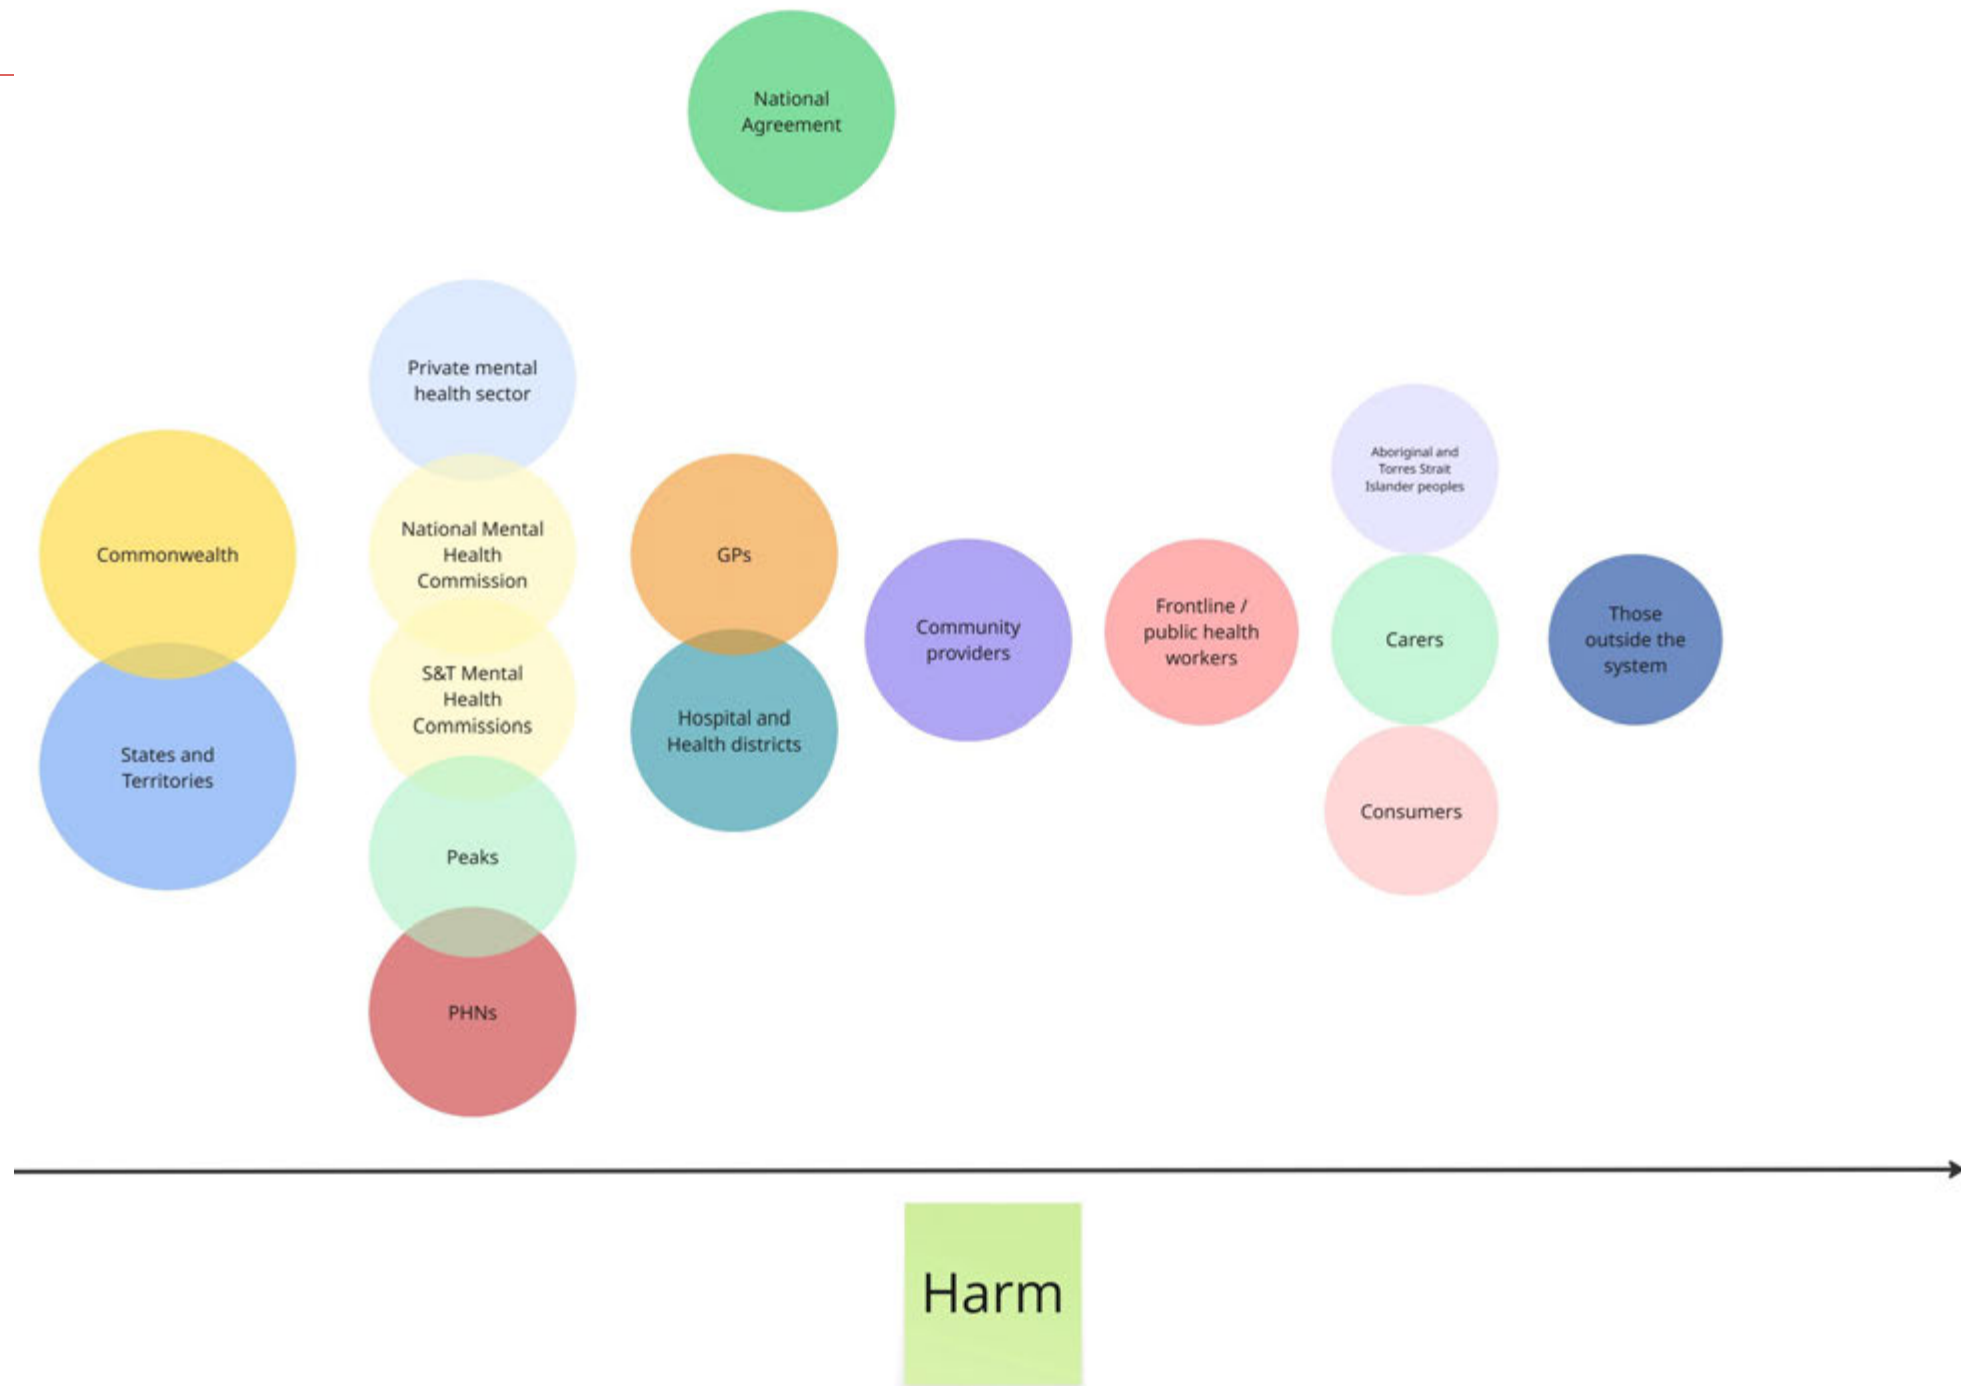 National
Agreement
Private mental
health sector
Commonwealth
States and
Territories
National Mental
Health
Commission
S&T Mental
Health
Commissions
Peaks
PHNs
GPs
Hospital and
Health districts
Community
providers
Frontline /
public health
workers
Aboriginal and
Torres Strait
Islander peoples
Carers
Consumers
Those
outside the
system
Harm